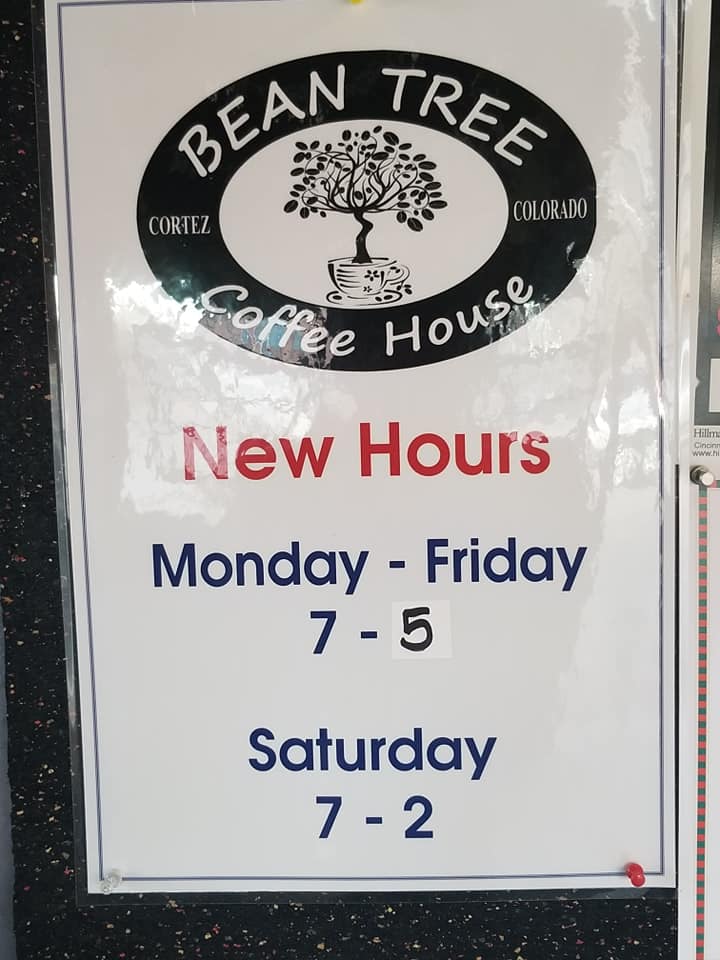 BEAN TREE
CORTEZ
COLORADO
Coffee House
New Hours
Monday - Friday
7 - 5
Saturday
7 - 2